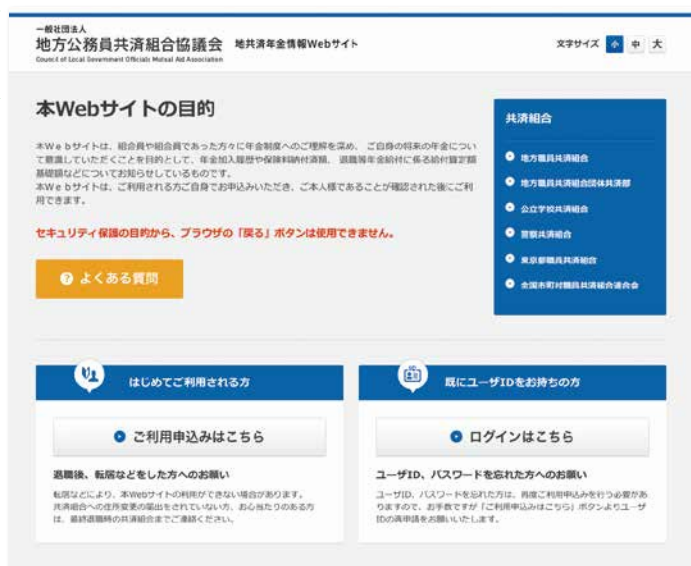 一般社団法人
地方公務員共済組合協議会 地共済年金情報Webサイト
Council of Local Government Officials Mutual Aid Association
文字サイズ 小 中 大
本Webサイトの目的
本Webサイトは、組合員や組合員であった方々に年金制度へのご理解を深め、ご自身の将来の年金につい
て意識していただくことを目的として、年金加入履歴や保険料納付済額、退職等年金給付に係る給付算定額
基礎額などについてお知らせしているものです。
本Webサイトは、ご利用される方ご自身でお申込みいただき、ご本人様であることが確認された後にご利
用できます。
セキュリティ保護の目的から、ブラウザの「戻る」ボタンは使用できません。
よくある質問
共済組合
地方職員共済組合
地方職員共済組合団体共済部
公立学校共済組合
警察共済組合
東京都職員共済組合
全国市町村職員共済組合連合会
はじめてご利用される方
ご利用申込みはこちら
退職後、転居などをした方へのお願い
転居などにより、本Webサイトの利用ができない場合があります。
共済組合への住所変更の届出をされていない方、お心当たりのある方
は、最終退職時の共済組合までご連絡ください。
既にユーザIDをお持ちの方
ログインはこちら
ユーザID、パスワードを忘れた方へのお願い
ユーザID、パスワードを忘れた方は、再度ご利用申込みを行う必要があ
りますので、お手数ですが「ご利用申込みはこちら」ボタンよりユーザ
IDの再申請をお願いいたします。